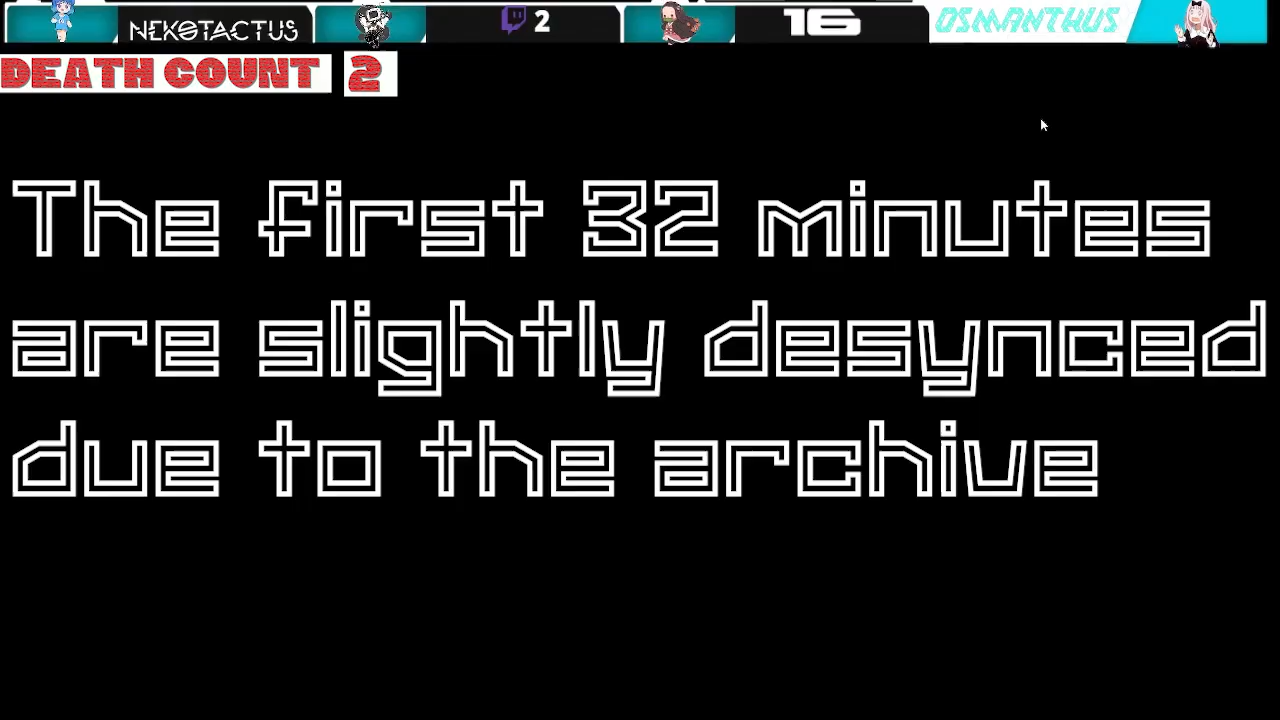 NEKOTACTUS 2 16 OSMANTHUS
DEATH COUNT 2
The first 32 minutes
are slightly desynced
due to the archive